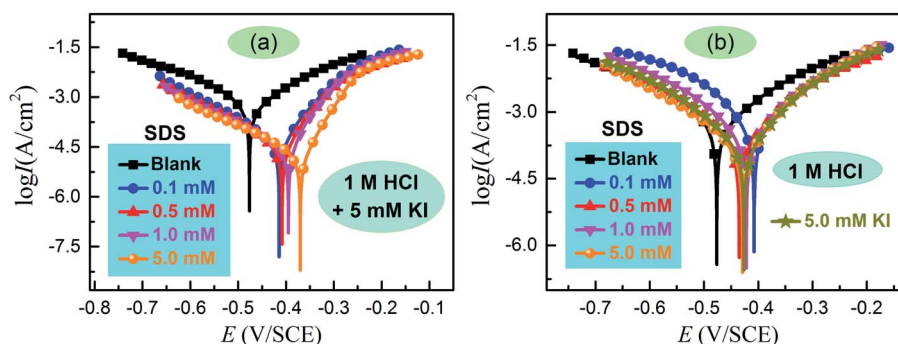 (a)
-1.5
-3.0
-4.5
-6.0
-7.5
logI(A/cm²)
SDS
Blank
0.1 mM
0.5 mM
1.0 mM
5.0 mM
1 M HCl
+ 5 mM KI
-0.8 -0.7 -0.6 -0.5 -0.4 -0.3 -0.2 -0.1
E (V/SCE)
(b)
-1.5
-3.0
-4.5
-6.0
logI(A/cm²)
SDS
Blank
0.1 mM
0.5 mM
1.0 mM
5.0 mM
1 M HCl
5.0 mM KI
-0.7 -0.6 -0.5 -0.4 -0.3 -0.2
E (V/SCE)